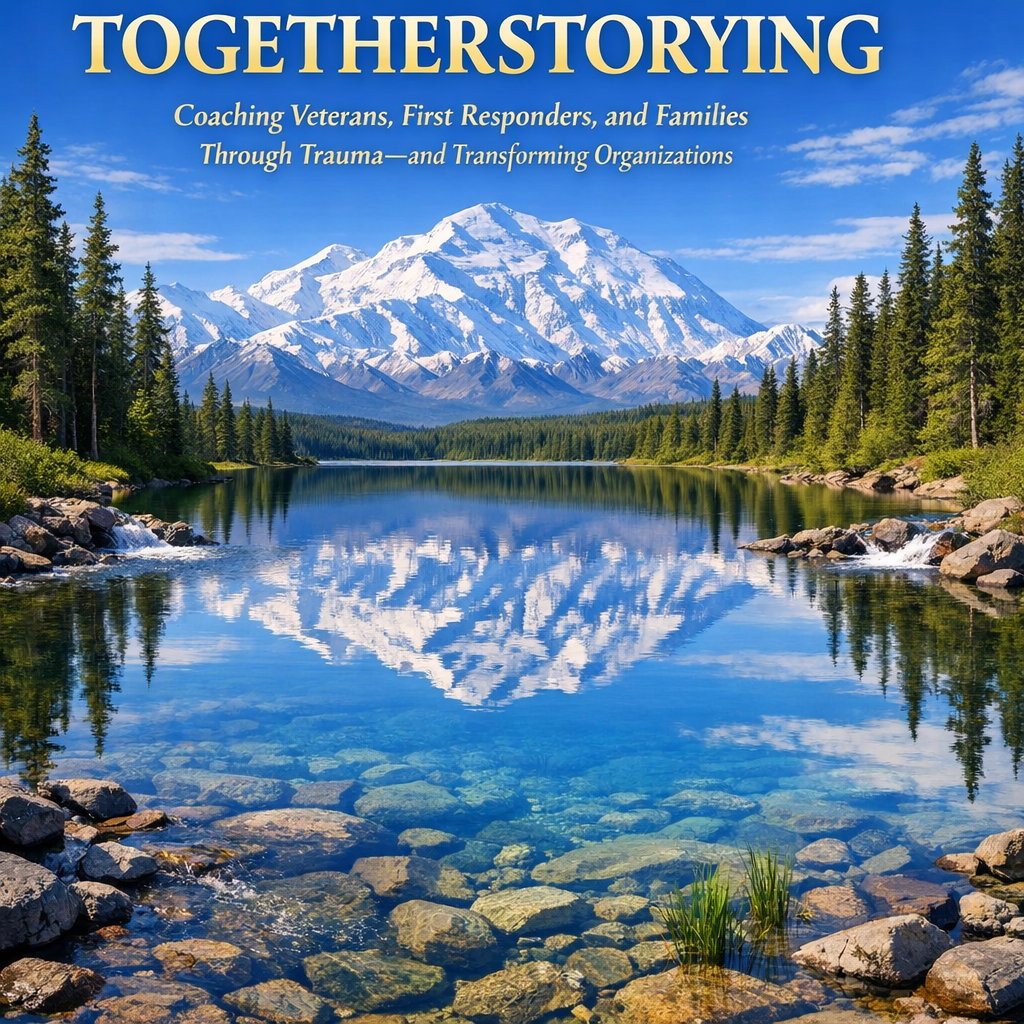 TOGETHERSTORYING
Coaching Veterans, First Responders, and Families
Through Trauma—and Transforming Organizations